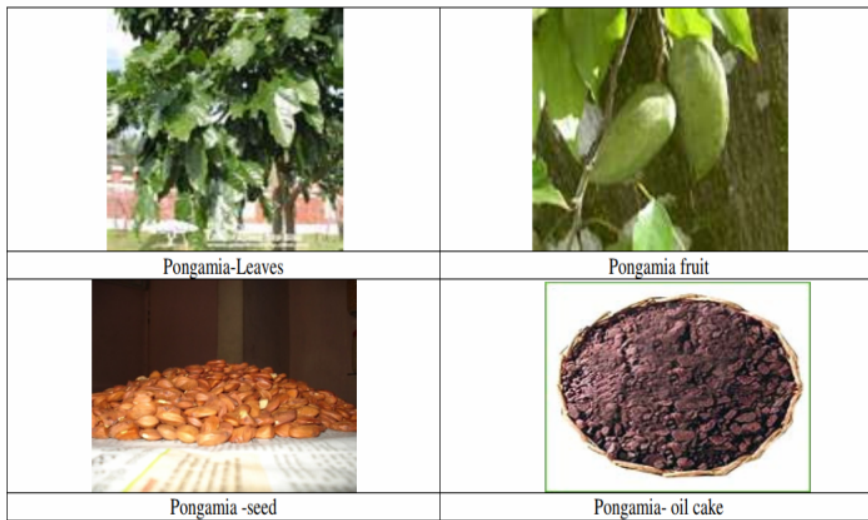 Pongamia-Leaves
Pongamia fruit
Pongamia -seed
Pongamia- oil cake